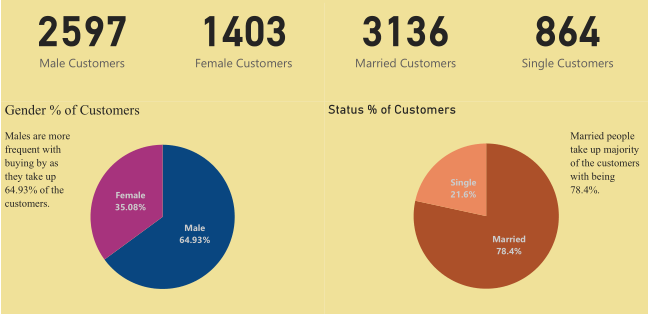 2597
Male Customers
1403
Female Customers
3136
Married Customers
864
Single Customers
Gender % of Customers
Males are more
frequent with
buying by as
they take up
64.93% of the
customers.
Female
35.08%
Male
64.93%
Status % of Customers
Single
21.6%
Married
78.4%
Married people
take up majority
of the customers
with being
78.4%.